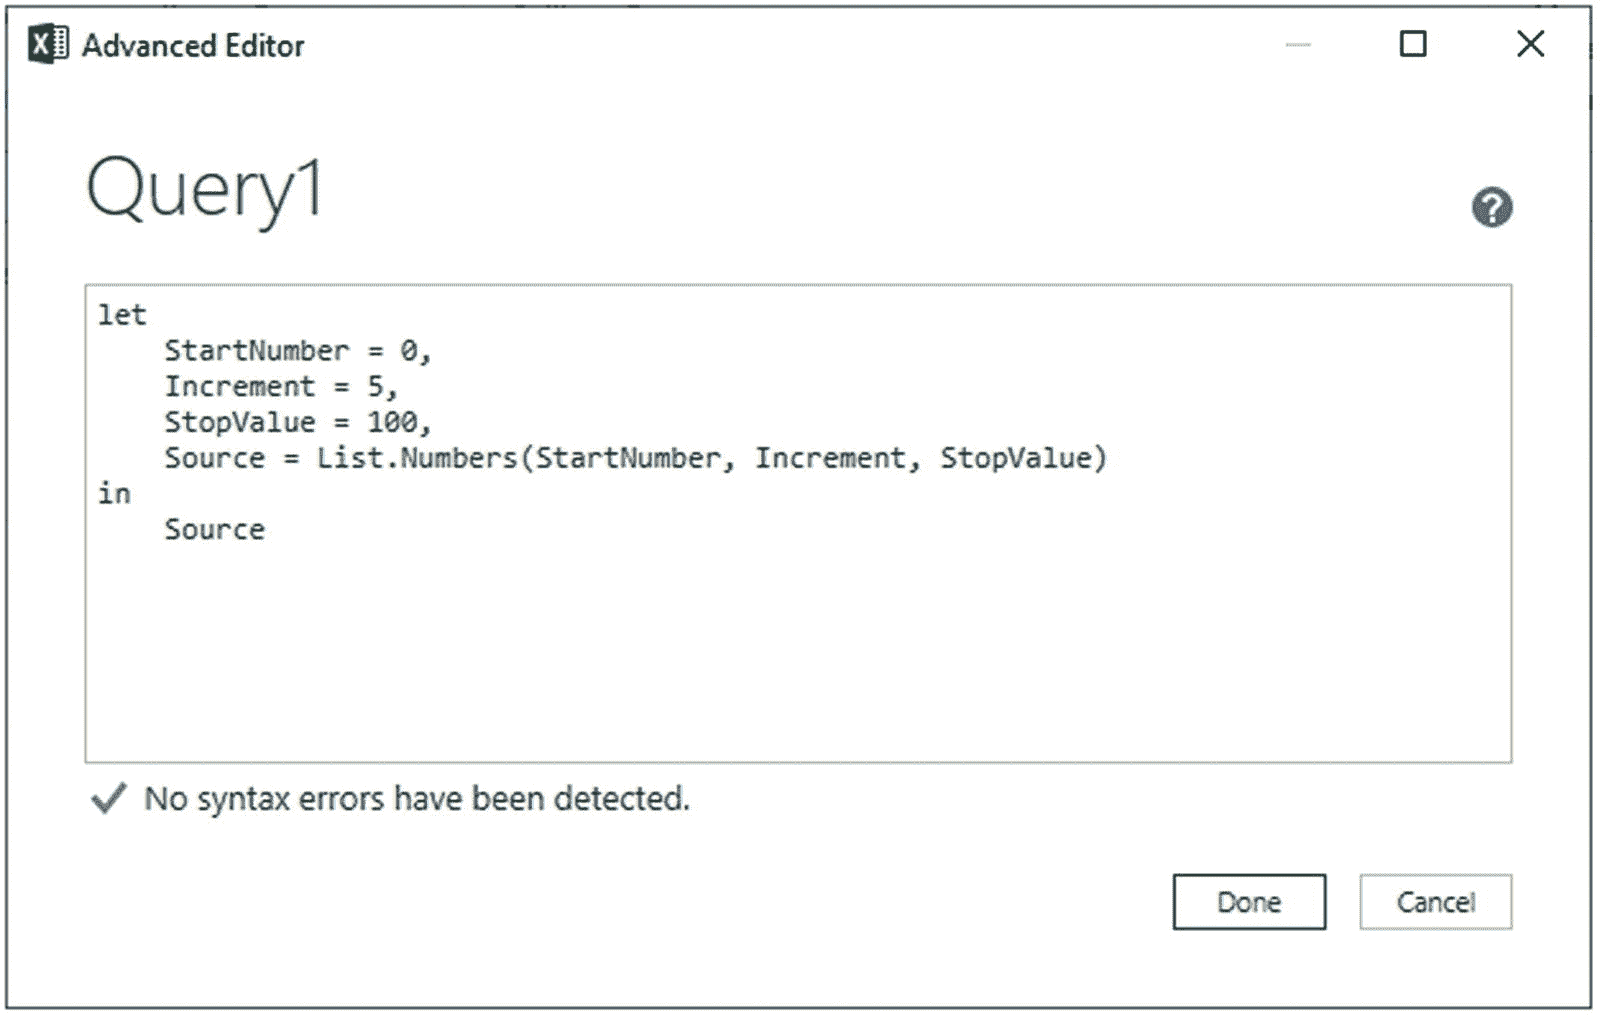 Advanced Editor
Query1
let
StartNumber = 0,
Increment = 5,
StopValue = 100,
Source = List.Numbers(StartNumber, Increment, StopValue)
in
Source
No syntax errors have been detected.
Done Cancel